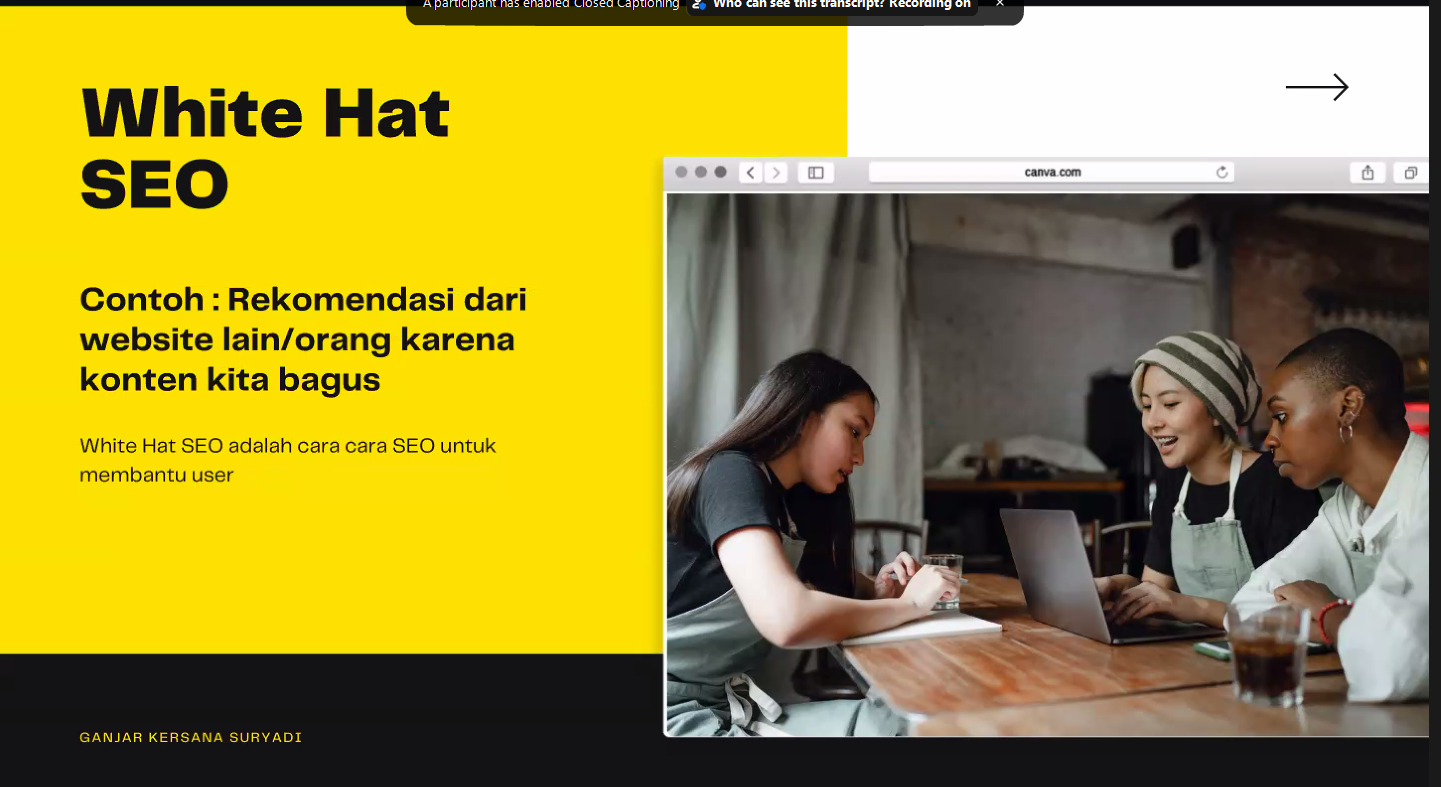 A participant has enabled Closed Captioning Who can see this transcript? Recording on
White Hat
SEO
canva.com
Contoh : Rekomendasi dari
website lain/orang karena
konten kita bagus
White Hat SEO adalah cara cara SEO untuk
membantu user
GANJAR KERSANA SURYADI